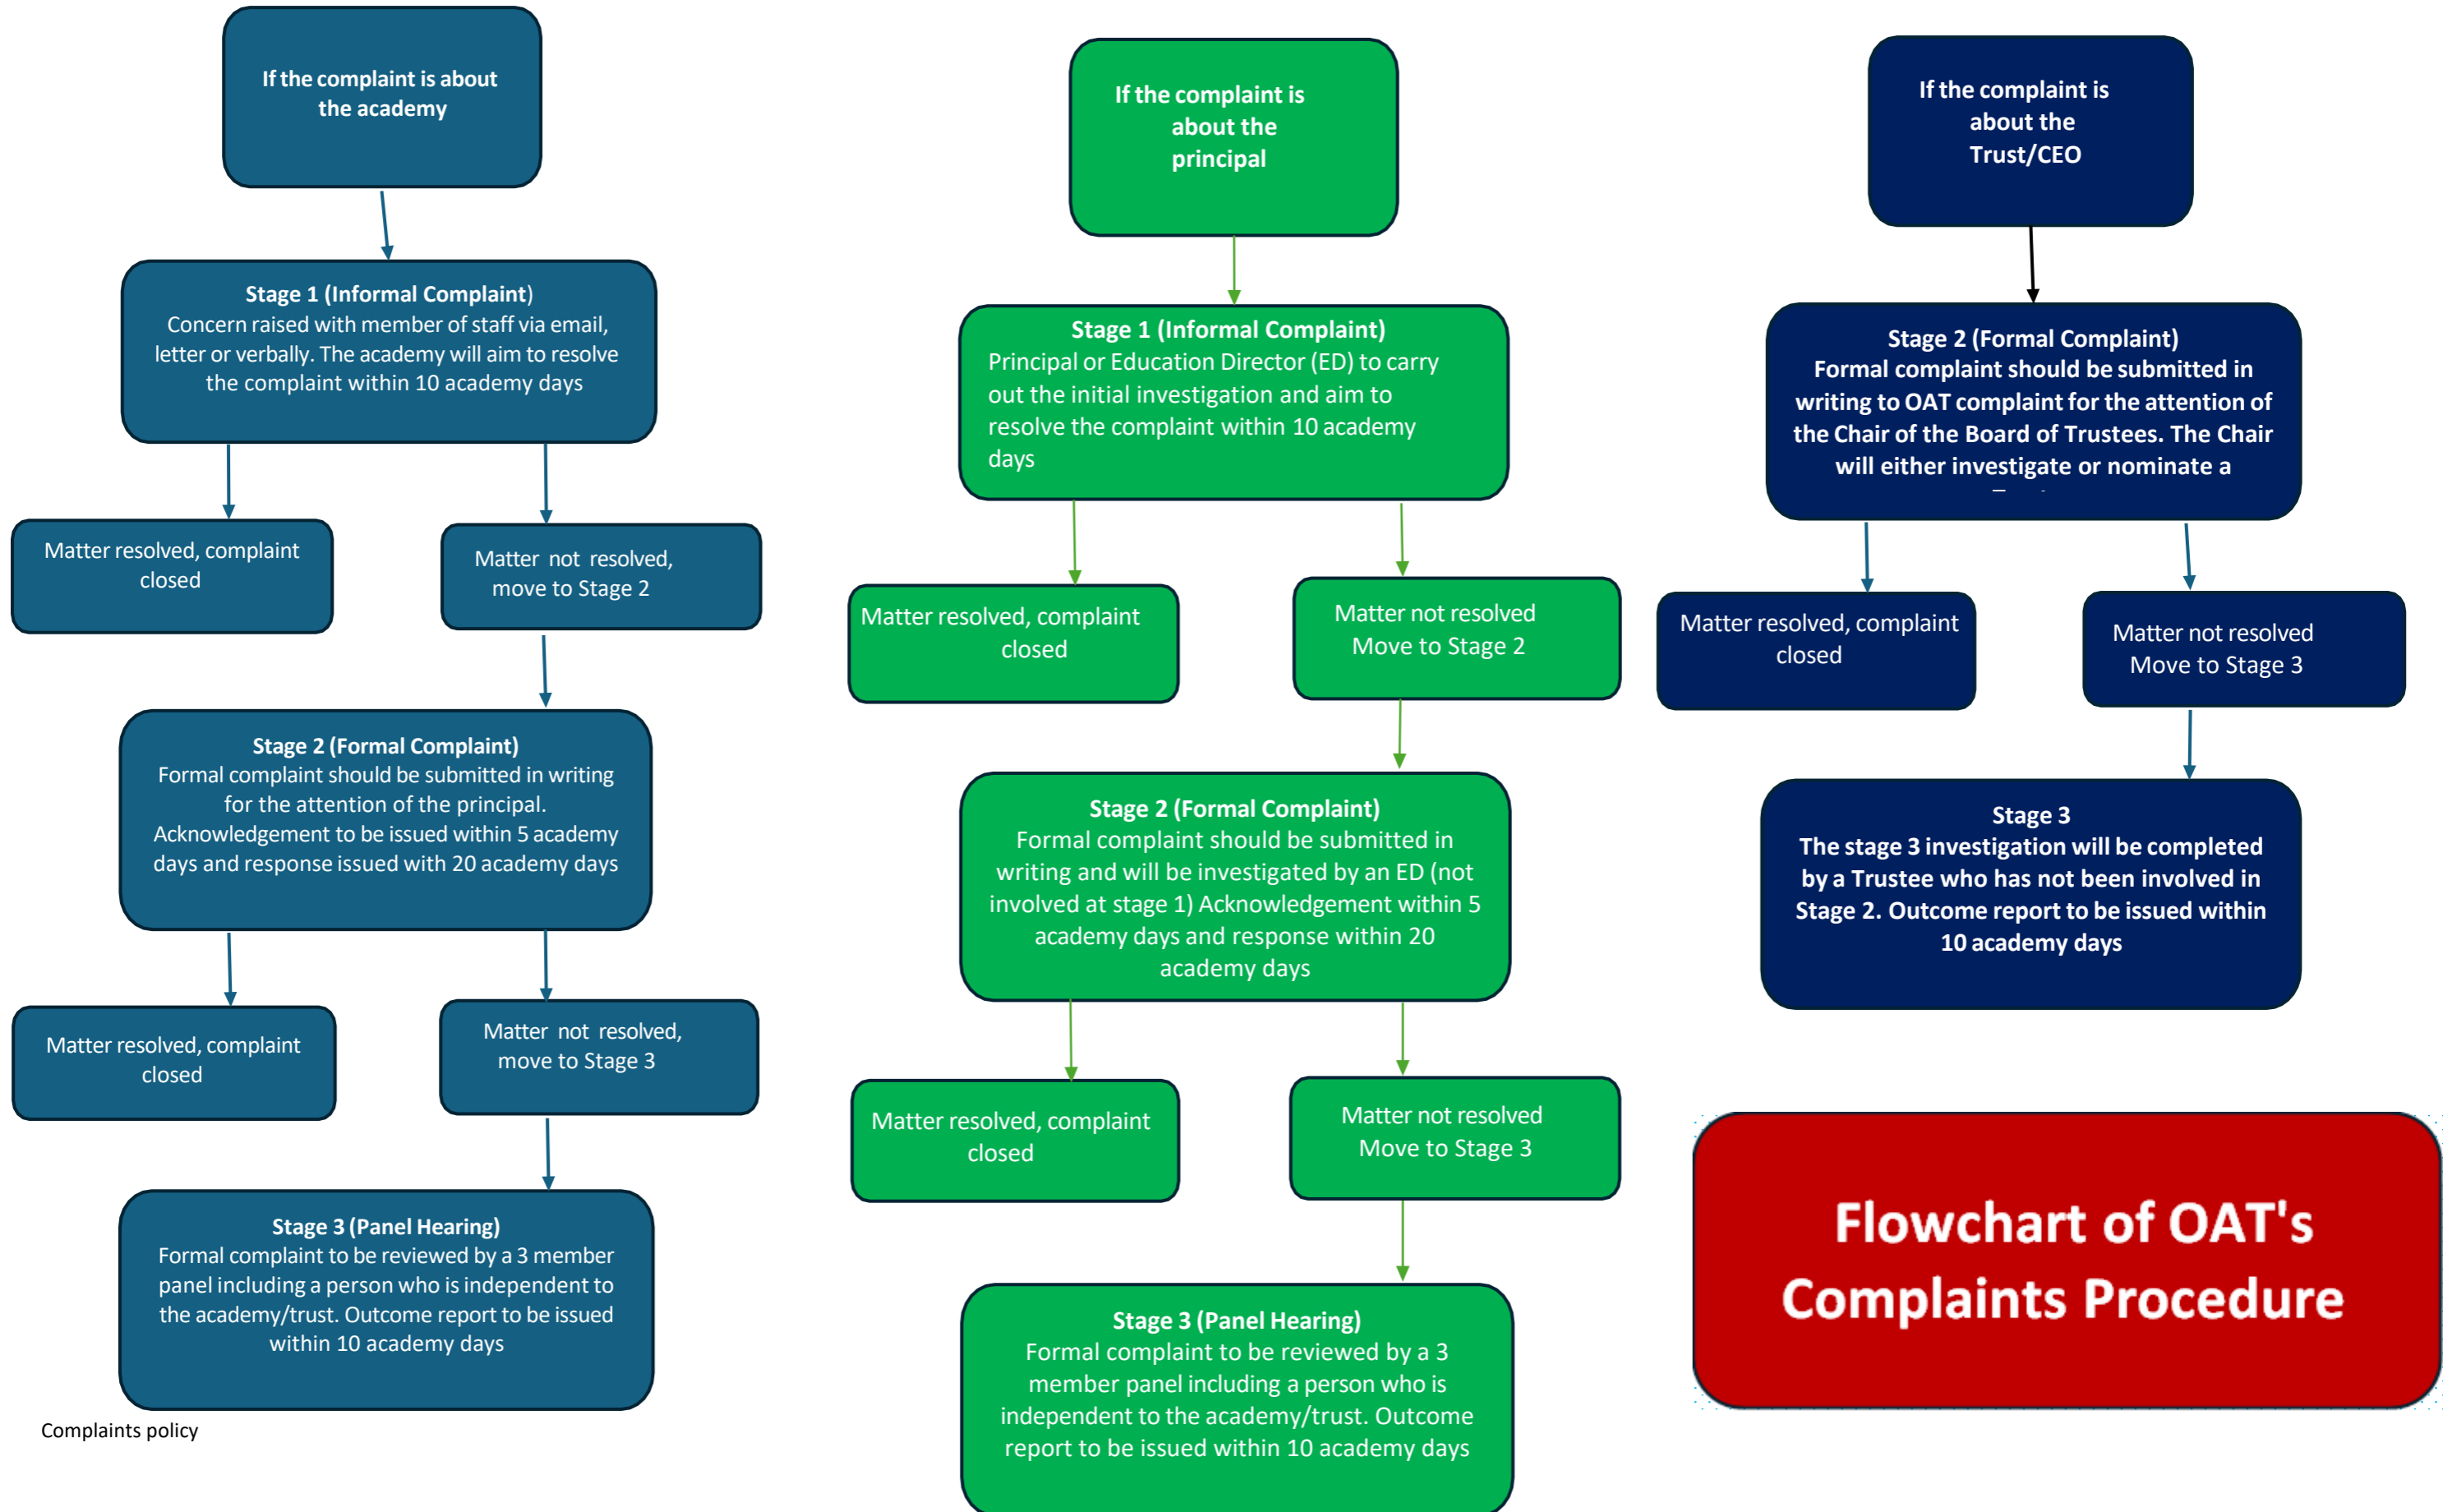 If the complaint is about
the academy
Stage 1 (Informal Complaint)
Concern raised with member of staff via email,
letter or verbally. The academy will aim to resolve
the complaint within 10 academy days
Matter resolved, complaint
closed
Matter not resolved,
move to Stage 2
Stage 2 (Formal Complaint)
Formal complaint should be submitted in writing
for the attention of the principal.
Acknowledgement to be issued within 5 academy
days and response issued with 20 academy days
Matter resolved, complaint
closed
Matter not resolved,
move to Stage 3
Stage 3 (Panel Hearing)
Formal complaint to be reviewed by a 3 member
panel including a person who is independent to
the academy/trust. Outcome report to be issued
within 10 academy days
Complaints policy
If the complaint is
about the
principal
Stage 1 (Informal Complaint)
Principal or Education Director (ED) to carry
out the initial investigation and aim to
resolve the complaint within 10 academy
days
Matter resolved, complaint
closed
Matter not resolved
Move to Stage 2
Stage 2 (Formal Complaint)
Formal complaint should be submitted in
writing and will be investigated by an ED (not
involved at stage 1) Acknowledgement within 5
academy days and response within 20
academy days
Matter resolved, complaint
closed
Matter not resolved
Move to Stage 3
Stage 3 (Panel Hearing)
Formal complaint to be reviewed by a 3
member panel including a person who is
independent to the academy/trust. Outcome
report to be issued within 10 academy days
If the complaint is
about the
Trust/CEO
Stage 2 (Formal Complaint)
Formal complaint should be submitted in
writing to OAT complaint for the attention of
the Chair of the Board of Trustees. The Chair
will either investigate or nominate a
Matter resolved, complaint
closed
Matter not resolved
Move to Stage 3
Stage 3
The stage 3 investigation will be completed
by a Trustee who has not been involved in
Stage 2. Outcome report to be issued within
10 academy days
Flowchart of OAT's
Complaints Procedure